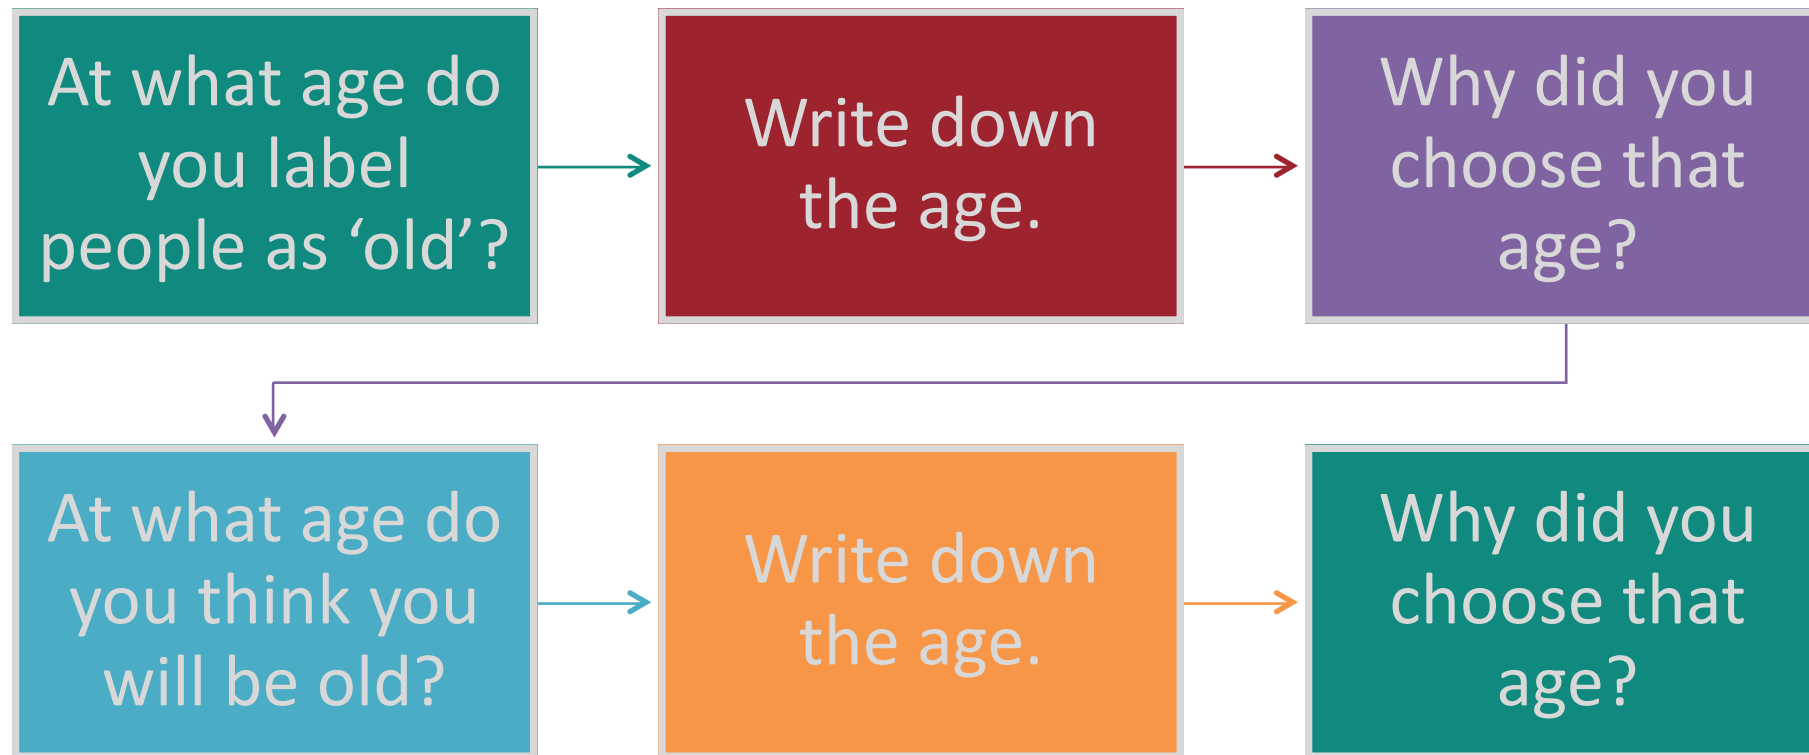 At what age do
you label
people as ‘old’?
Write down
the age.
Why did you
choose that
age?
At what age do
you think you
will be old?
Write down
the age.
Why did you
choose that
age?